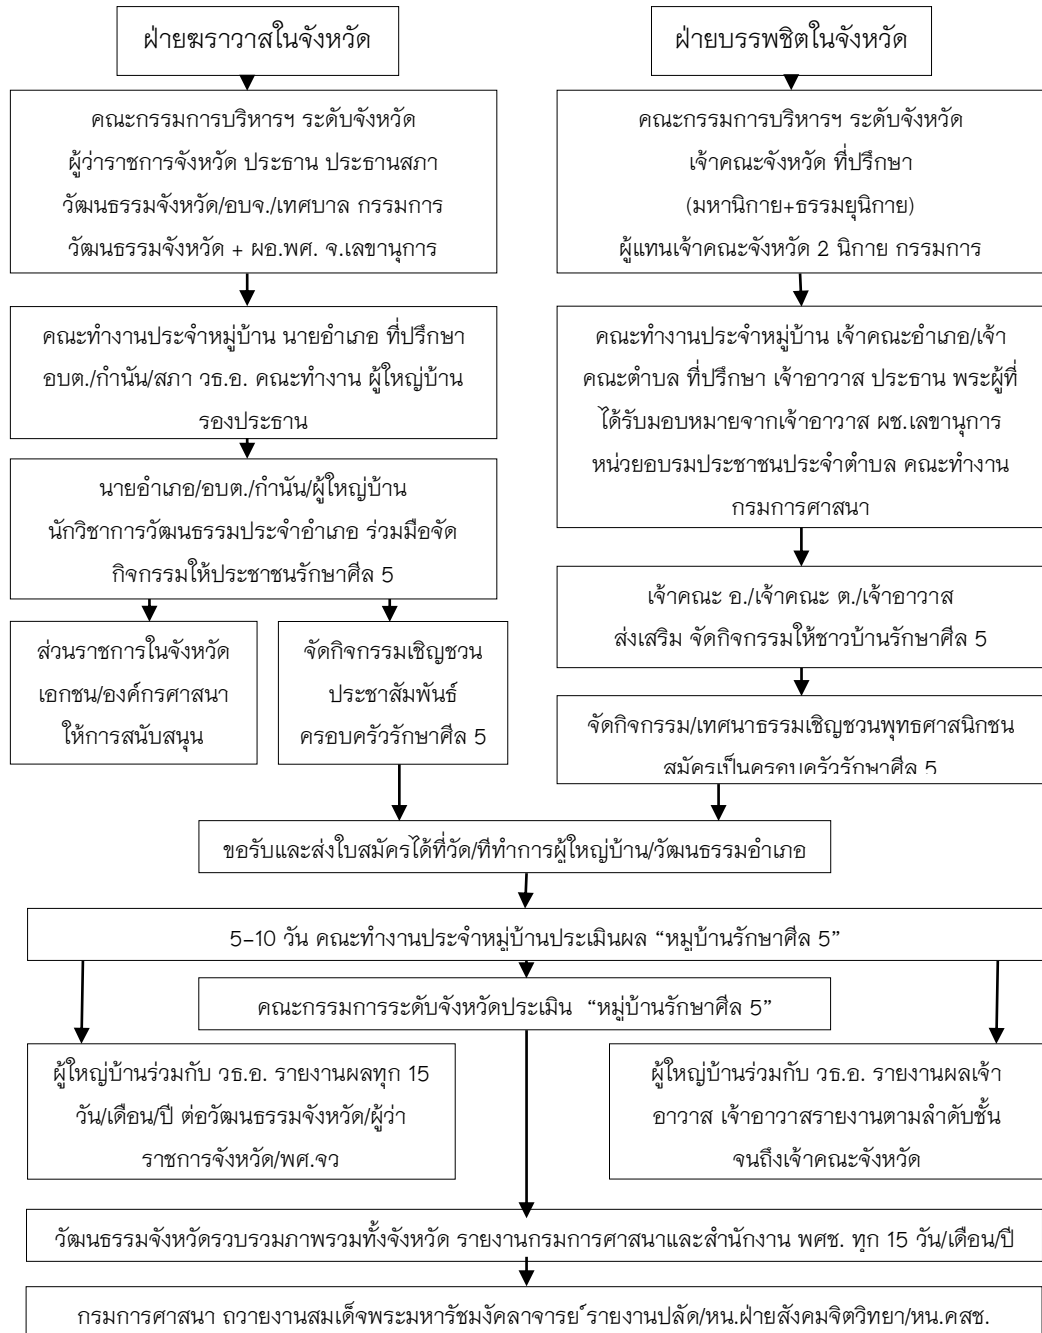 ฝ่ายฆราวาสในจังหวัด
ฝ่ายบรรพชิตในจังหวัด
คณะกรรมการบริหารฯ ระดับจังหวัด
ผู้ว่าราชการจังหวัด ประธาน ประธานสภา
วัฒนธรรมจังหวัด/อบจ./เทศบาล กรรมการ
วัฒนธรรมจังหวัด + ผอ.พศ. จ.เลขานุการ
คณะกรรมการบริหารฯ ระดับจังหวัด
เจ้าคณะจังหวัด ที่ปรึกษา
(มหานิกาย+ธรรมยุนิกาย)
ผู้แทนเจ้าคณะจังหวัด 2 นิกาย กรรมการ
คณะทำงานประจำหมู่บ้าน นายอำเภอ ที่ปรึกษา
อบต./กำนัน/สภา วธ.อ. คณะทำงาน ผู้ใหญ่บ้าน
รองประธาน
คณะทำงานประจำหมู่บ้าน เจ้าคณะอำเภอ/เจ้า
คณะตำบล ที่ปรึกษา เจ้าอาวาส ประธาน พระผู้ที่
ได้รับมอบหมายจากเจ้าอาวาส ผช.เลขานุการ
หน่วยอบรมประชาชนประจำตำบล คณะทำงาน
กรมการศาสนา
นายอำเภอ/อบต./กำนัน/ผู้ใหญ่บ้าน
นักวิชาการวัฒนธรรมประจำอำเภอ ร่วมมือจัด
กิจกรรมให้ประชาชนรักษาศีล 5
เจ้าคณะ อ./เจ้าคณะ ต./เจ้าอาวาส
ส่งเสริม จัดกิจกรรมให้ชาวบ้านรักษาศีล 5
ส่วนราชการในจังหวัด
เอกชน/องค์กรศาสนา
ให้การสนับสนุน
จัดกิจกรรมเชิญชวน
ประชาสัมพันธ์
ครอบครัวรักษาศีล 5
จัดกิจกรรม/เทศนาธรรมเชิญชวนพุทธศาสนิกชน
สมัครเป็นครอบครัวรักษาศีล 5
ขอรับและส่งใบสมัครได้ที่วัด/ที่ทำการผู้ใหญ่บ้าน/วัฒนธรรมอำเภอ
5-10 วัน คณะทำงานประจำหมู่บ้านประเมินผล “หมูบ้านรักษาศีล 5”
คณะกรรมการระดับจังหวัดประเมิน “หมู่บ้านรักษาศีล 5”
ผู้ใหญ่บ้านร่วมกับ วธ.อ. รายงานผลทุก 15
วัน/เดือน/ปี ต่อวัฒนธรรมจังหวัด/ผู้ว่า
ราชการจังหวัด/พศ.จว
ผู้ใหญ่บ้านร่วมกับ วธ.อ. รายงานผลเจ้า
อาวาส เจ้าอาวาสรายงานตามลำดับชั้น
จนถึงเจ้าคณะจังหวัด
วัฒนธรรมจังหวัดรวบรวมภาพรวมทั้งจังหวัด รายงานกรมการศาสนาและสำนักงาน พศช. ทุก 15 วัน/เดือน/ปี
กรมการศาสนา ถวายงานสมเด็จพระมหารัชมังคลาจารย์ รายงานปลัด/หน.ฝ่ายสังคมจิตวิทยา/หน.คสช.